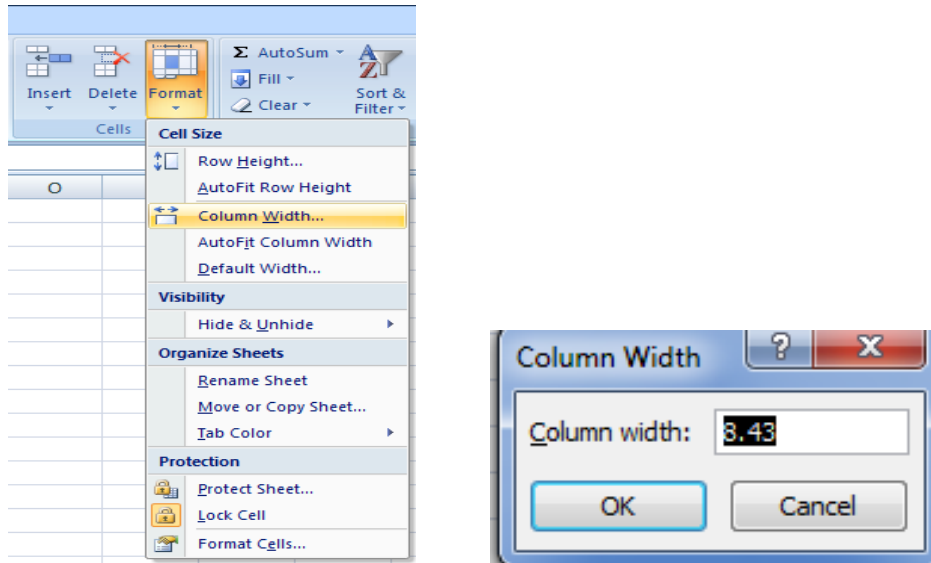 Σ AutoSum
Insert Delete Format
Fill
Clear
Sort &
Filter
Cells
Cell Size
Row Height...
AutoFit Row Height
O
Column Width...
AutoFit Column Width
Default Width...
Visibility
Hide & Unhide
Organize Sheets
Rename Sheet
Move or Copy Sheet...
Tab Color
Protection
Protect Sheet...
Lock Cell
Format Cells...
Column Width
Column width: 8.43
OK Cancel